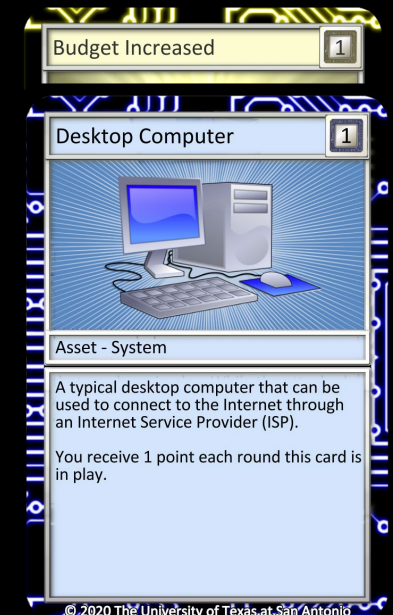 Budget Increased 1
Desktop Computer 1
Asset - System
A typical desktop computer that can be
used to connect to the Internet through
an Internet Service Provider (ISP).
You receive 1 point each round this card is
in play.
© 2020 The University of Texas at San Antonio